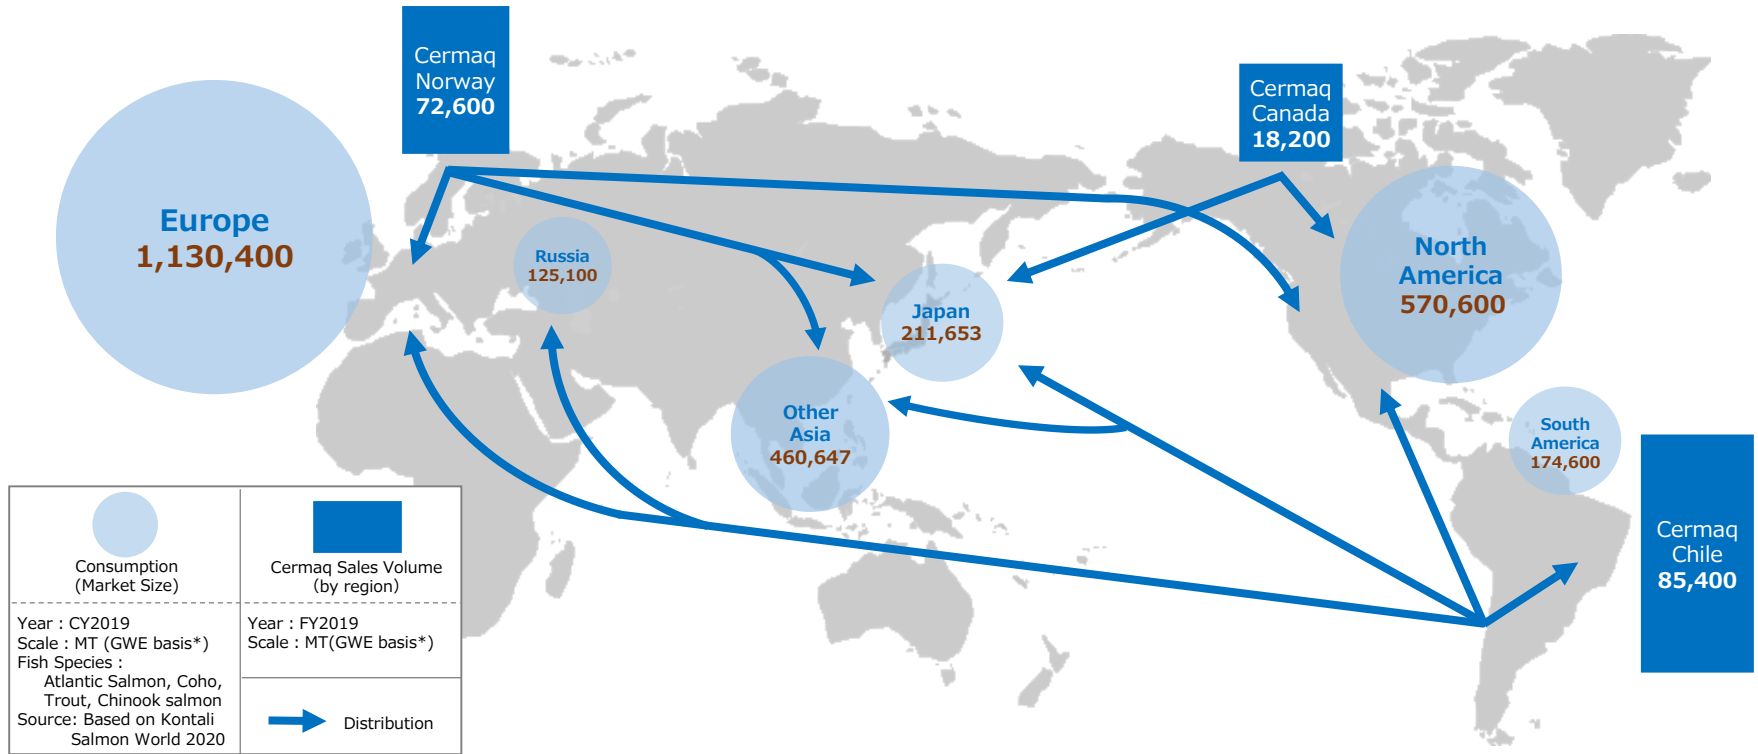 Cermaq
Norway
72,600
Cermaq
Canada
18,200
Europe
1,130,400
Russia
125,100
Japan
211,653
North
America
570,600
Other
Asia
460,647
South
America
174,600
Cermaq
Chile
85,400
Consumption
(Market Size)
Cermaq Sales Volume
(by region)
Year : CY2019
Scale : MT (GWE basis*)
Fish Species :
Atlantic Salmon, Coho,
Trout, Chinook salmon
Source: Based on Kontali
Salmon World 2020
Year : FY2019
Scale : MT(GWE basis*)
Distribution